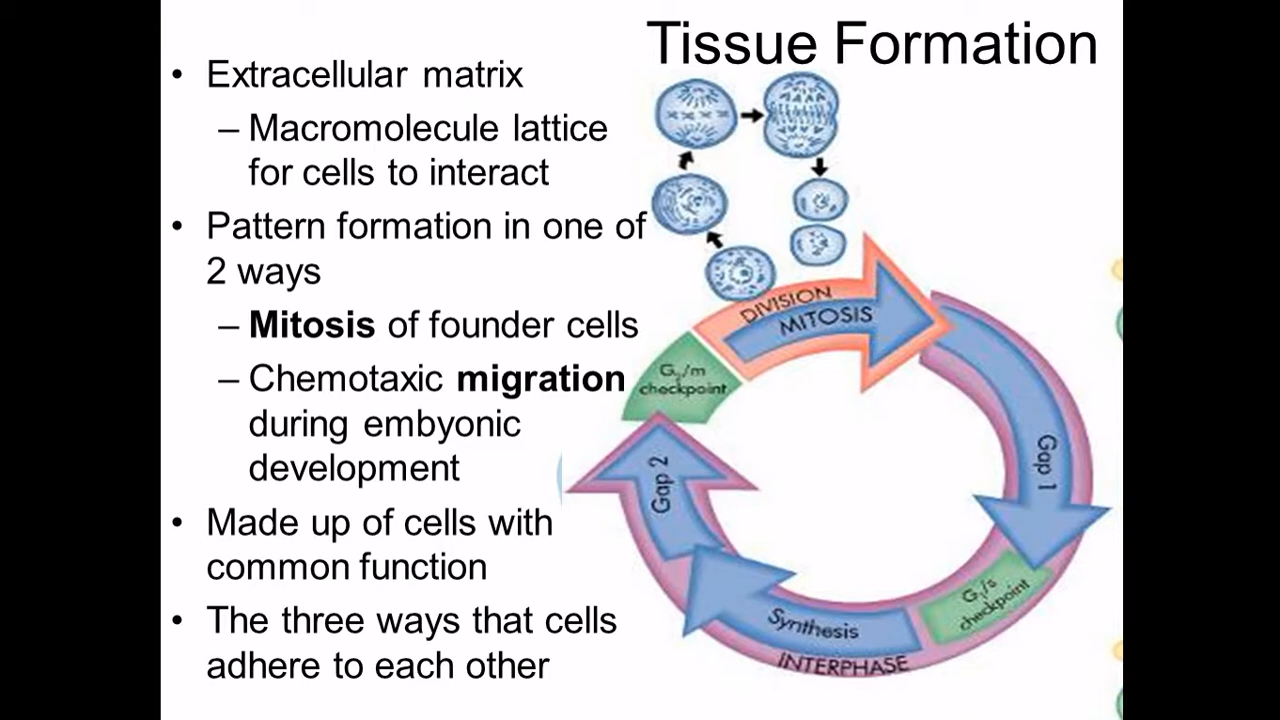 Tissue Formation
• Extracellular matrix
– Macromolecule lattice
for cells to interact
• Pattern formation in one of
2 ways
– Mitosis of founder cells
– Chemotaxic migration
during embyonic
development
• Made up of cells with
common function
• The three ways that cells
adhere to each other
DIVISION
MITOSIS
G₂/m
checkpoint
Gap 2
Gap 1
G₁/s
checkpoint
Synthesis
INTERPHASE